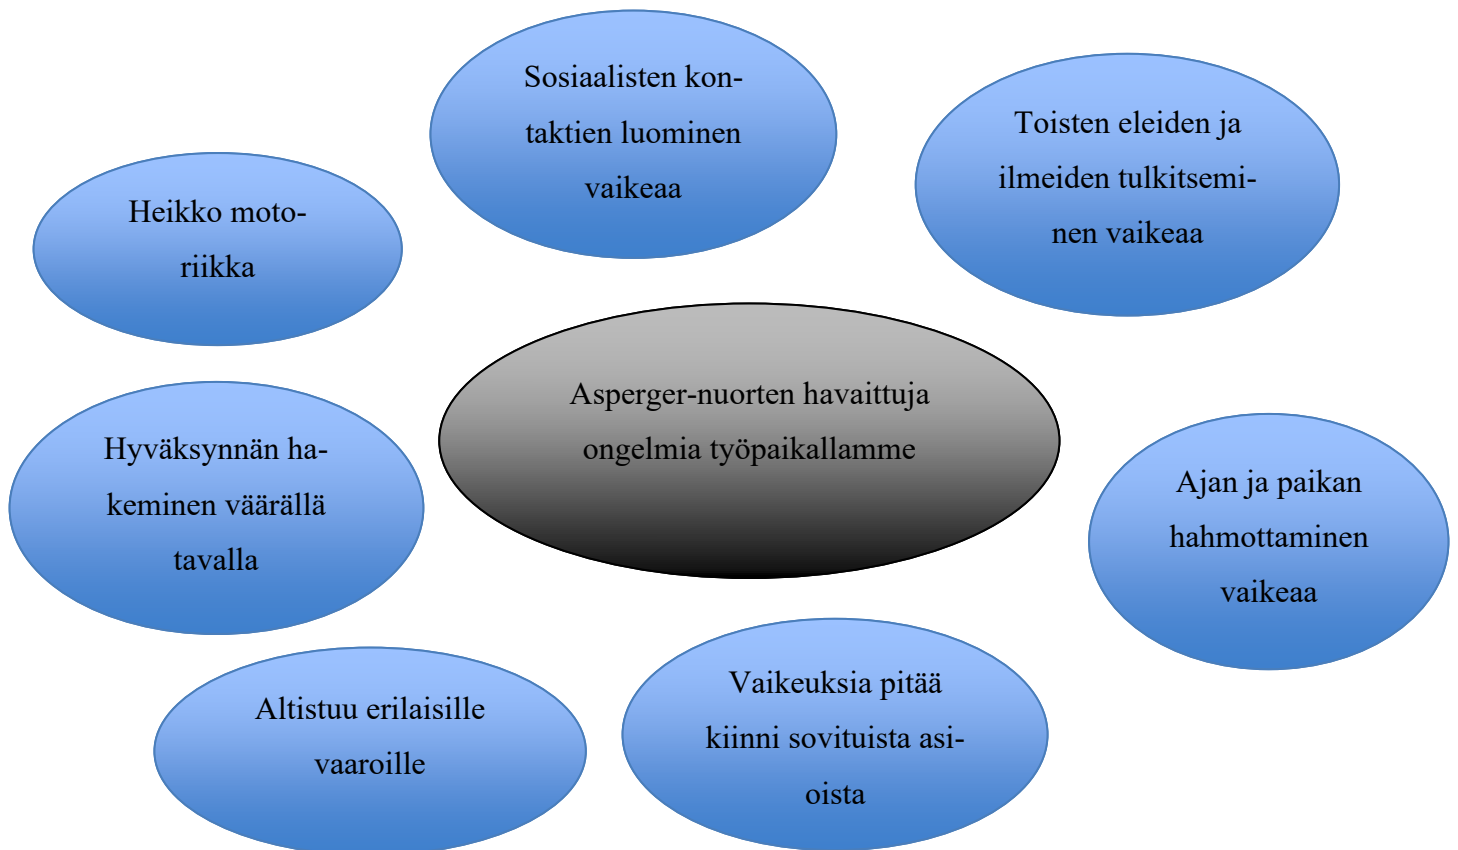 Sosiaalisten kon-
taktien luominen
vaikeaa
Toisten eleiden ja
ilmeiden tulkitsemi-
nen vaikeaa
Heikko moto-
riikka
Asperger-nuorten havaittuja
ongelmia työpaikallamme
Hyväksynnän ha-
keminen väärällä
tavalla
Ajan ja paikan
hahmottaminen
vaikeaa
Altistuu erilaisille
vaaroille
Vaikeuksia pitää
kiinni sovituista asi-
oista